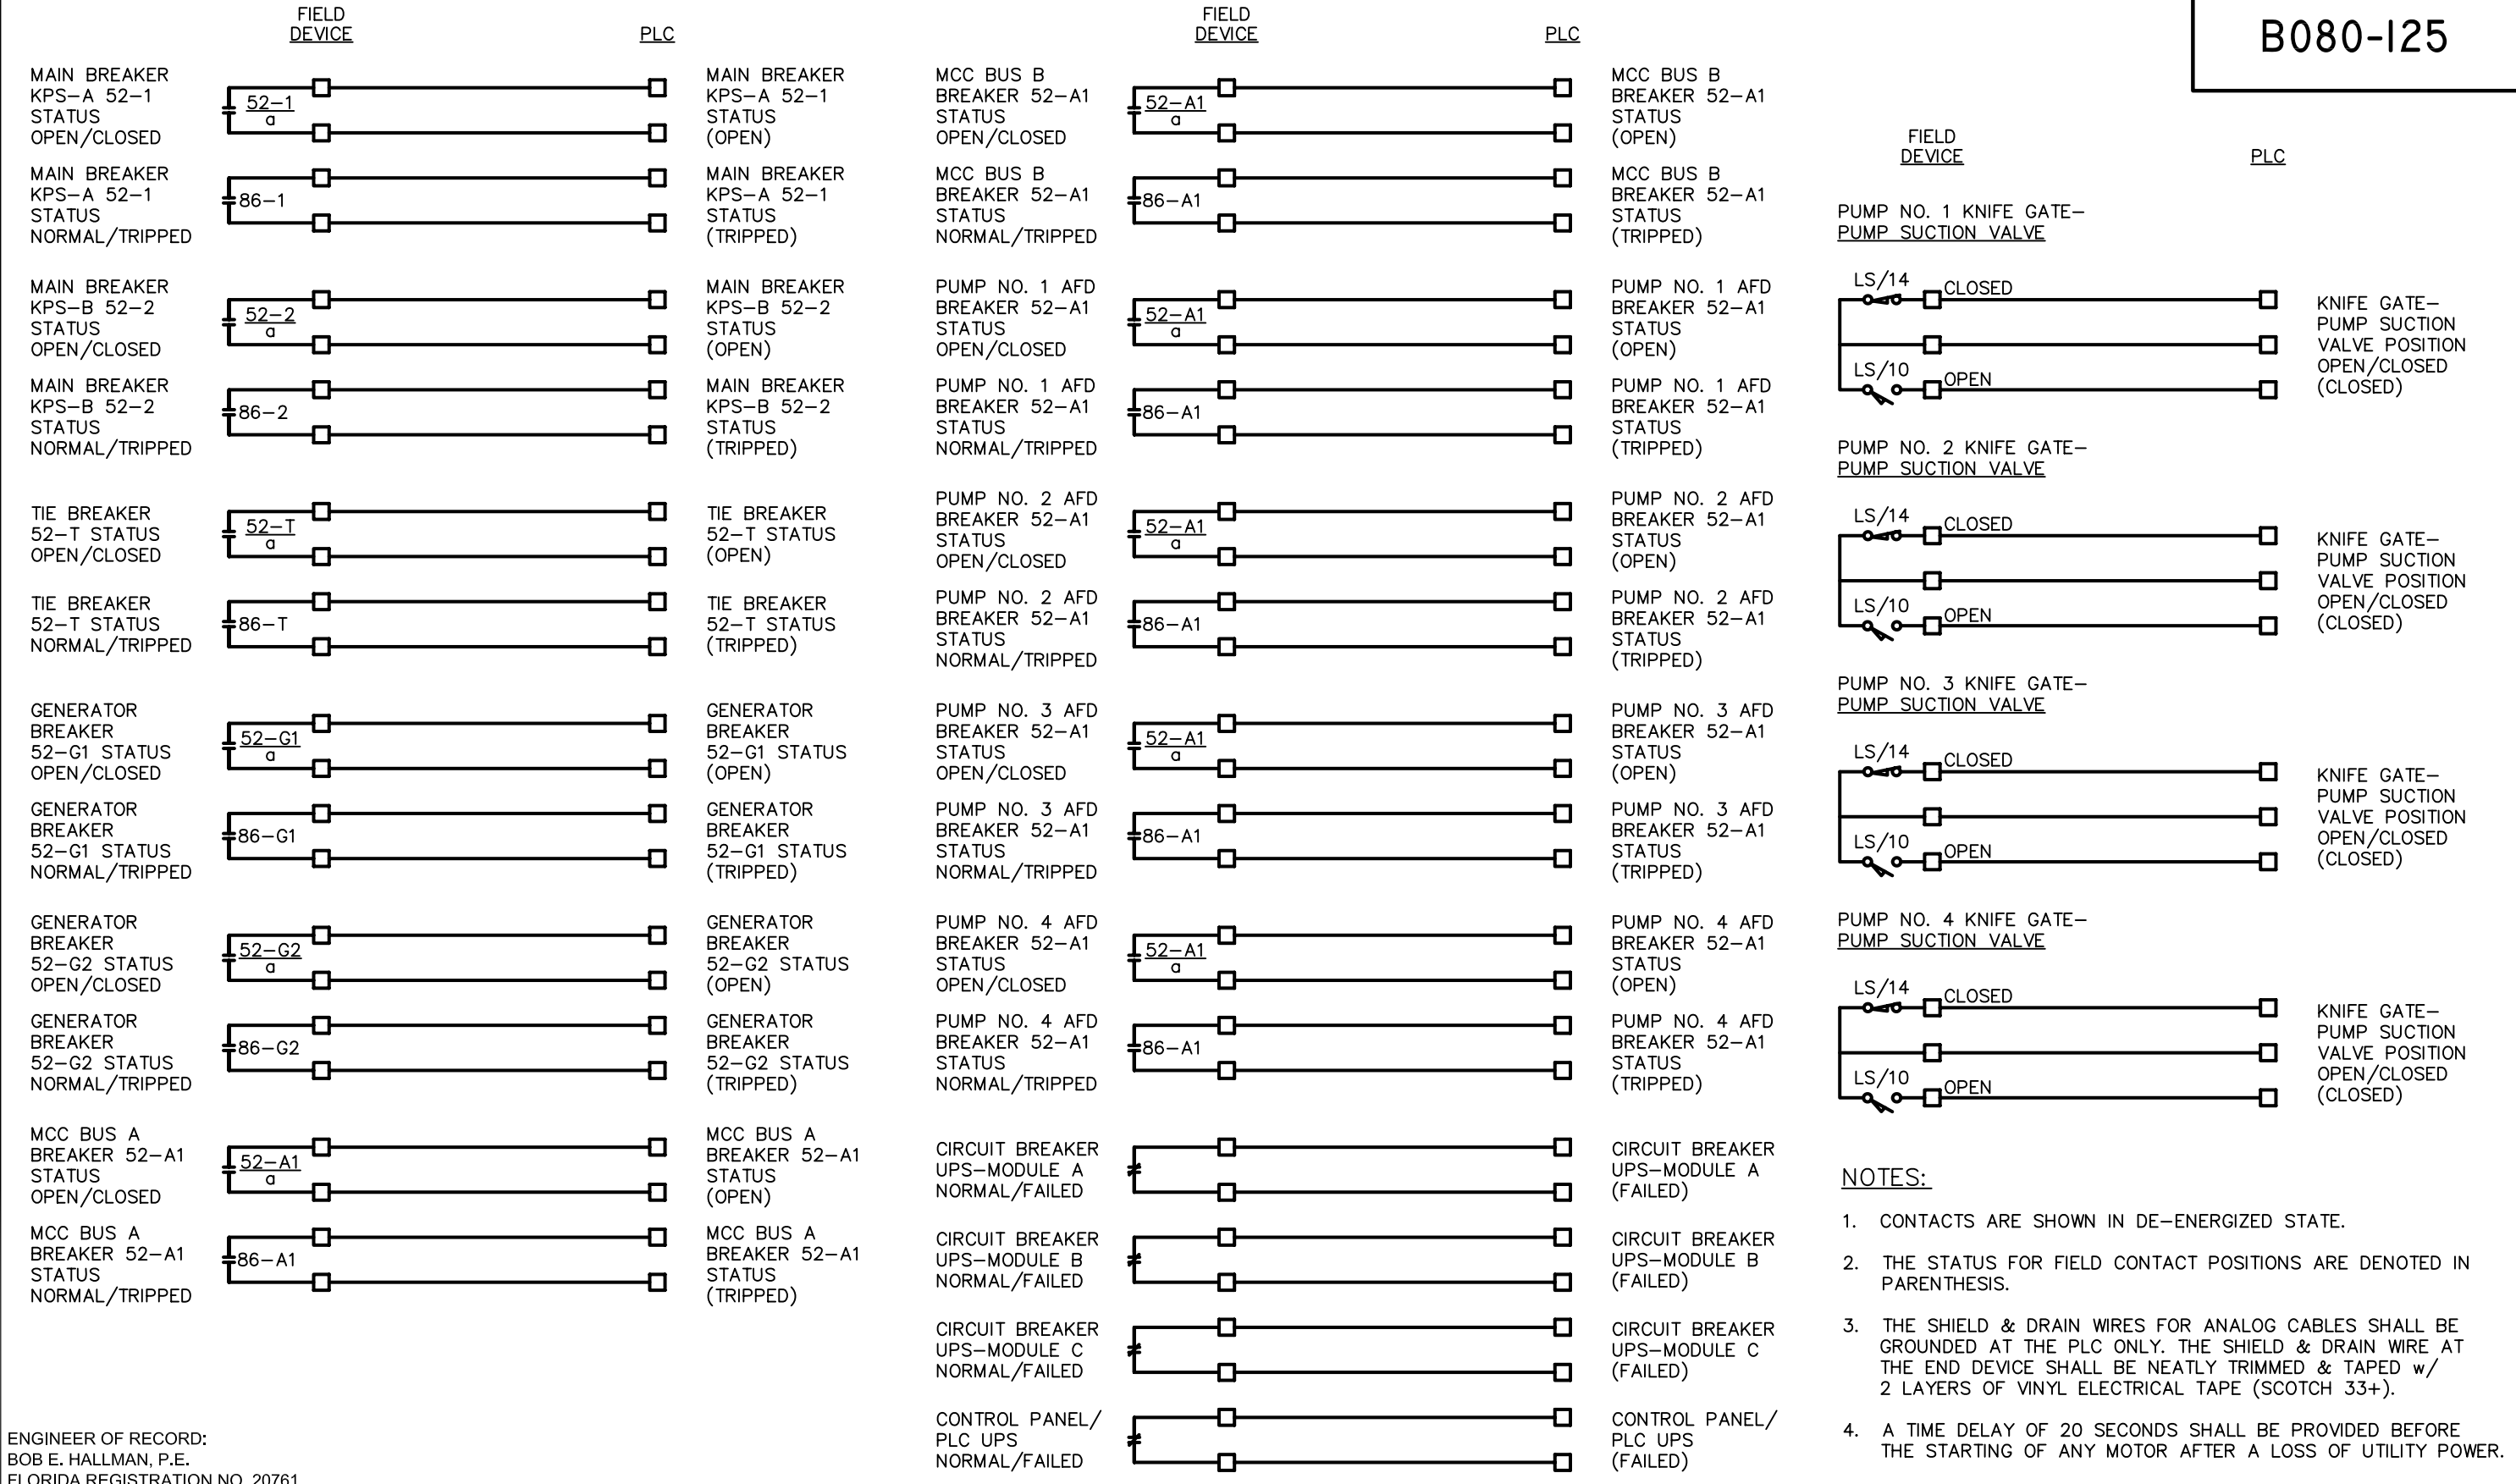 FIELD
DEVICE
PLC
MAIN BREAKER
KPS-A 52-1
STATUS
OPEN/CLOSED
52-1
a
MAIN BREAKER
KPS-A 52-1
STATUS
(OPEN)
MAIN BREAKER
KPS-A 52-1
STATUS
NORMAL/TRIPPED
86-1
MAIN BREAKER
KPS-A 52-1
STATUS
(TRIPPED)
MAIN BREAKER
KPS-B 52-2
STATUS
OPEN/CLOSED
52-2
a
MAIN BREAKER
KPS-B 52-2
STATUS
(OPEN)
MAIN BREAKER
KPS-B 52-2
STATUS
NORMAL/TRIPPED
86-2
MAIN BREAKER
KPS-B 52-2
STATUS
(TRIPPED)
TIE BREAKER
52-T STATUS
OPEN/CLOSED
52-T
a
TIE BREAKER
52-T STATUS
(OPEN)
TIE BREAKER
52-T STATUS
NORMAL/TRIPPED
86-T
TIE BREAKER
52-T STATUS
(TRIPPED)
GENERATOR
BREAKER
52-G1 STATUS
OPEN/CLOSED
52-G1
a
GENERATOR
BREAKER
52-G1 STATUS
(OPEN)
GENERATOR
BREAKER
52-G1 STATUS
NORMAL/TRIPPED
86-G1
GENERATOR
BREAKER
52-G1 STATUS
(TRIPPED)
GENERATOR
BREAKER
52-G2 STATUS
OPEN/CLOSED
52-G2
a
GENERATOR
BREAKER
52-G2 STATUS
(OPEN)
GENERATOR
BREAKER
52-G2 STATUS
NORMAL/TRIPPED
86-G2
GENERATOR
BREAKER
52-G2 STATUS
(TRIPPED)
MCC BUS A
BREAKER 52-A1
STATUS
OPEN/CLOSED
52-A1
a
MCC BUS A
BREAKER 52-A1
STATUS
(OPEN)
MCC BUS A
BREAKER 52-A1
STATUS
NORMAL/TRIPPED
86-A1
MCC BUS A
BREAKER 52-A1
STATUS
(TRIPPED)
ENGINEER OF RECORD:
BOB E. HALLMAN, P.E.
FLORIDA REGISTRATION NO. 20761
FIELD
DEVICE
PLC
MCC BUS B
BREAKER 52-A1
STATUS
OPEN/CLOSED
52-A1
a
MCC BUS B
BREAKER 52-A1
STATUS
(OPEN)
MCC BUS B
BREAKER 52-A1
STATUS
NORMAL/TRIPPED
86-A1
MCC BUS B
BREAKER 52-A1
STATUS
(TRIPPED)
PUMP NO. 1 AFD
BREAKER 52-A1
STATUS
OPEN/CLOSED
52-A1
a
PUMP NO. 1 AFD
BREAKER 52-A1
STATUS
(OPEN)
PUMP NO. 1 AFD
BREAKER 52-A1
STATUS
NORMAL/TRIPPED
86-A1
PUMP NO. 1 AFD
BREAKER 52-A1
STATUS
(TRIPPED)
PUMP NO. 2 AFD
BREAKER 52-A1
STATUS
OPEN/CLOSED
52-A1
a
PUMP NO. 2 AFD
BREAKER 52-A1
STATUS
(OPEN)
PUMP NO. 2 AFD
BREAKER 52-A1
STATUS
NORMAL/TRIPPED
86-A1
PUMP NO. 2 AFD
BREAKER 52-A1
STATUS
(TRIPPED)
PUMP NO. 3 AFD
BREAKER 52-A1
STATUS
OPEN/CLOSED
52-A1
a
PUMP NO. 3 AFD
BREAKER 52-A1
STATUS
(OPEN)
PUMP NO. 3 AFD
BREAKER 52-A1
STATUS
NORMAL/TRIPPED
86-A1
PUMP NO. 3 AFD
BREAKER 52-A1
STATUS
(TRIPPED)
PUMP NO. 4 AFD
BREAKER 52-A1
STATUS
OPEN/CLOSED
52-A1
a
PUMP NO. 4 AFD
BREAKER 52-A1
STATUS
(OPEN)
PUMP NO. 4 AFD
BREAKER 52-A1
STATUS
NORMAL/TRIPPED
86-A1
PUMP NO. 4 AFD
BREAKER 52-A1
STATUS
(TRIPPED)
CIRCUIT BREAKER
UPS-MODULE A
NORMAL/FAILED
CIRCUIT BREAKER
UPS-MODULE A
(FAILED)
CIRCUIT BREAKER
UPS-MODULE B
NORMAL/FAILED
CIRCUIT BREAKER
UPS-MODULE B
(FAILED)
CIRCUIT BREAKER
UPS-MODULE C
NORMAL/FAILED
CIRCUIT BREAKER
UPS-MODULE C
(FAILED)
CONTROL PANEL/
PLC UPS
NORMAL/FAILED
CONTROL PANEL/
PLC UPS
(FAILED)
B080-125
FIELD
DEVICE
PLC
PUMP NO. 1 KNIFE GATE-
PUMP SUCTION VALVE
LS/14
CLOSED
LS/10
OPEN
KNIFE GATE-
PUMP SUCTION
VALVE POSITION
OPEN/CLOSED
(CLOSED)
PUMP NO. 2 KNIFE GATE-
PUMP SUCTION VALVE
LS/14
CLOSED
LS/10
OPEN
KNIFE GATE-
PUMP SUCTION
VALVE POSITION
OPEN/CLOSED
(CLOSED)
PUMP NO. 3 KNIFE GATE-
PUMP SUCTION VALVE
LS/14
CLOSED
LS/10
OPEN
KNIFE GATE-
PUMP SUCTION
VALVE POSITION
OPEN/CLOSED
(CLOSED)
PUMP NO. 4 KNIFE GATE-
PUMP SUCTION VALVE
LS/14
CLOSED
LS/10
OPEN
KNIFE GATE-
PUMP SUCTION
VALVE POSITION
OPEN/CLOSED
(CLOSED)
NOTES:
1. CONTACTS ARE SHOWN IN DE-ENERGIZED STATE.
2. THE STATUS FOR FIELD CONTACT POSITIONS ARE DENOTED IN
PARENTHESIS.
3. THE SHIELD & DRAIN WIRES FOR ANALOG CABLES SHALL BE
GROUNDED AT THE PLC ONLY. THE SHIELD & DRAIN WIRE AT
THE END DEVICE SHALL BE NEATLY TRIMMED & TAPED w/
2 LAYERS OF VINYL ELECTRICAL TAPE (SCOTCH 33+).
4. A TIME DELAY OF 20 SECONDS SHALL BE PROVIDED BEFORE
THE STARTING OF ANY MOTOR AFTER A LOSS OF UTILITY POWER.